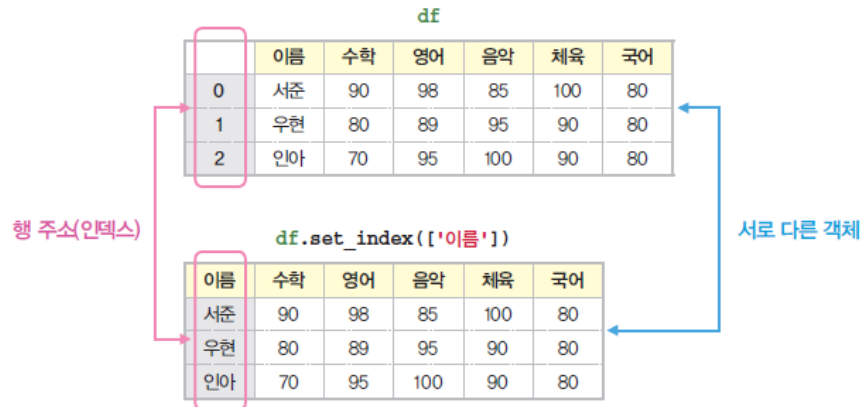 df
이름 수학 영어 음악 체육 국어
0 서준 90 98 85 100 80
1 우현 80 89 95 90 80
2 인아 70 95 100 90 80
행 주소(인덱스)
서로 다른 객체
df.set_index(['이름'])
이름 수학 영어 음악 체육 국어
서준 90 98 85 100 80
우현 80 89 95 90 80
인아 70 95 100 90 80